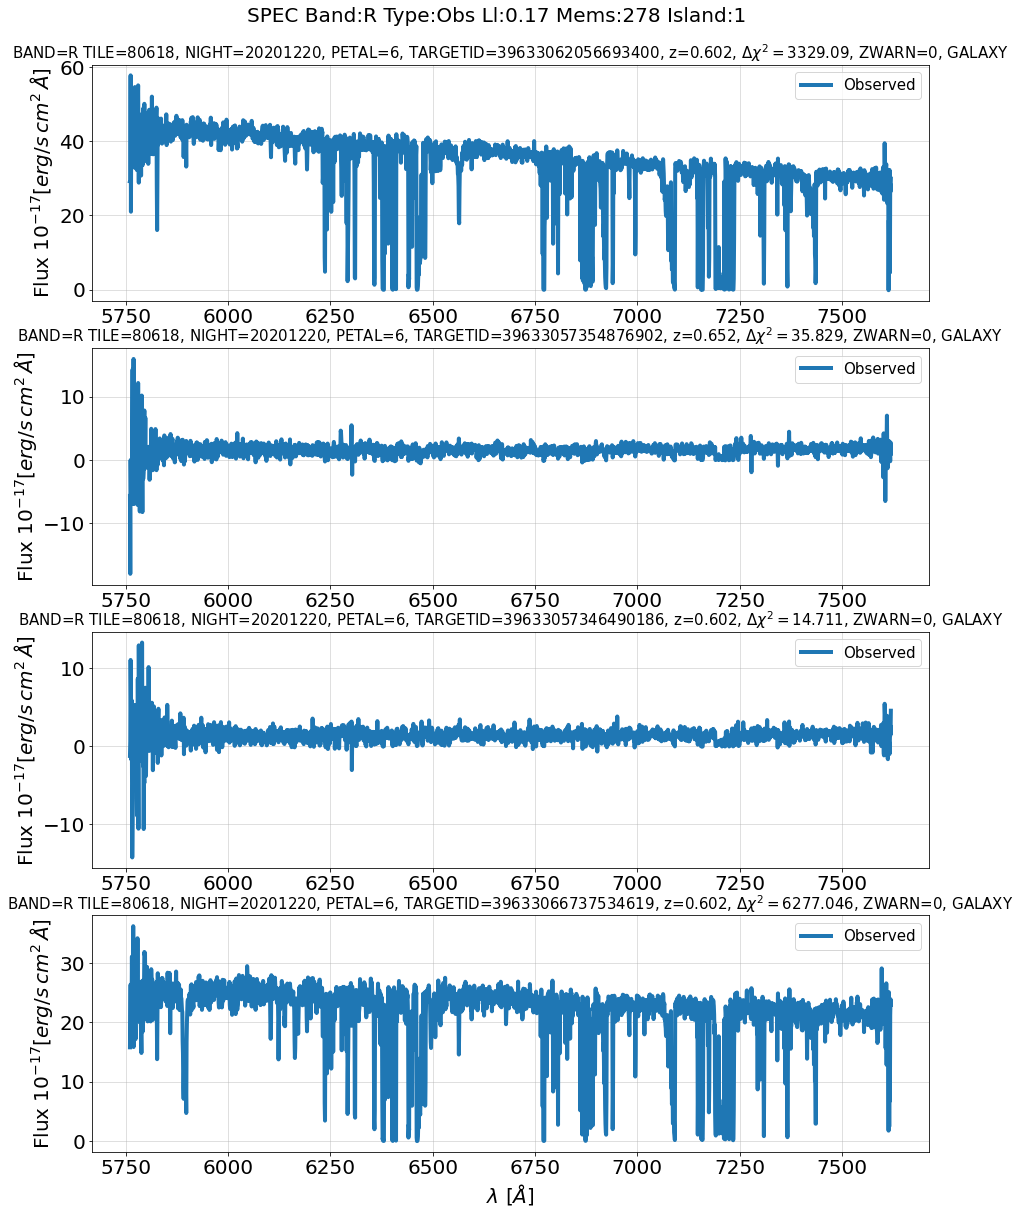 SPEC Band:R Type:Obs Ll:0.17 Mems:278 Island:1
BAND=R TILE=80618, NIGHT=20201220, PETAL=6, TARGETID=39633062056693400, z=0.602, Δχ² = 3329.09, ZWARN=0, GALAXY
Flux 10⁻¹⁷[erg/s cm² Å]
60
40
20
0
Observed
5750 6000 6250 6500 6750 7000 7250 7500
BAND=R TILE=80618, NIGHT=20201220, PETAL=6, TARGETID=39633057354876902, z=0.652, Δχ² = 35.829, ZWARN=0, GALAXY
Flux 10⁻¹⁷[erg/s cm² Å]
10
0
−10
Observed
5750 6000 6250 6500 6750 7000 7250 7500
BAND=R TILE=80618, NIGHT=20201220, PETAL=6, TARGETID=39633057346490186, z=0.602, Δχ² = 14.711, ZWARN=0, GALAXY
Flux 10⁻¹⁷[erg/s cm² Å]
10
0
−10
Observed
5750 6000 6250 6500 6750 7000 7250 7500
BAND=R TILE=80618, NIGHT=20201220, PETAL=6, TARGETID=39633066737534619, z=0.602, Δχ² = 6277.046, ZWARN=0, GALAXY
Flux 10⁻¹⁷[erg/s cm² Å]
30
20
10
0
Observed
5750 6000 6250 6500 6750 7000 7250 7500
λ [Å]